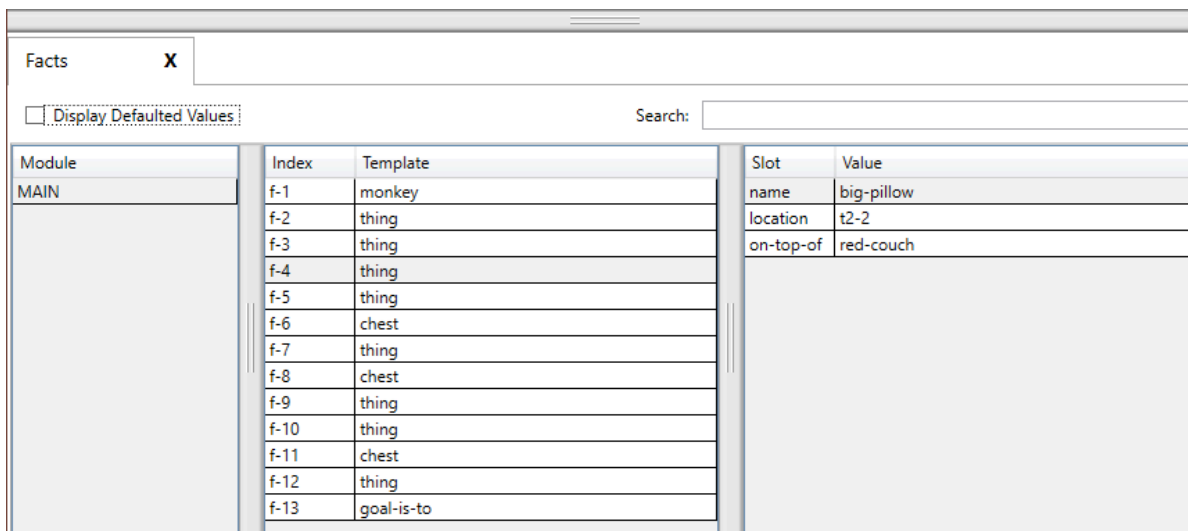 Facts X
Display Defaulted Values Search:
Module Index Template Slot Value
MAIN f-1 monkey name big-pillow
f-2 thing location t2-2
f-3 thing on-top-of red-couch
f-4 thing
f-5 thing
f-6 chest
f-7 thing
f-8 chest
f-9 thing
f-10 thing
f-11 chest
f-12 thing
f-13 goal-is-to